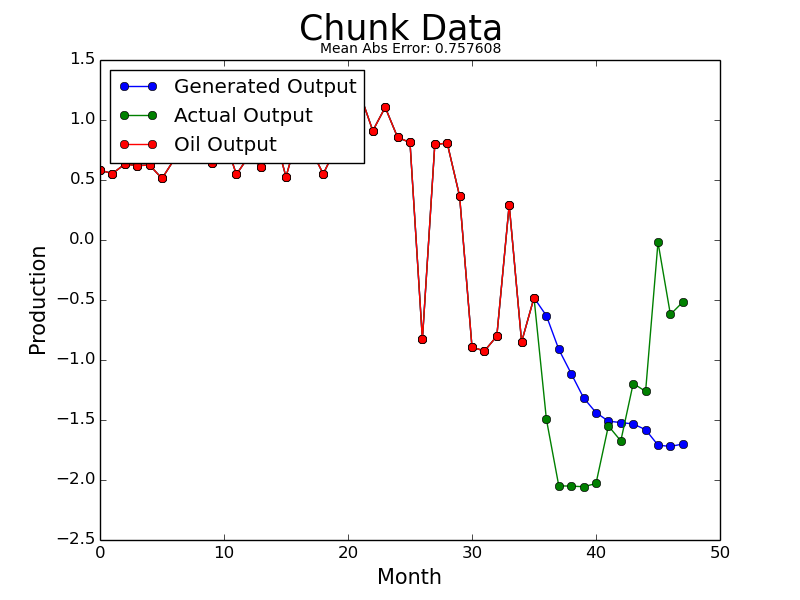 Chunk Data
Mean Abs Error: 0.757608
Generated Output
Actual Output
Oil Output
1.5
1.0
0.5
0.0
−0.5
−1.0
−1.5
−2.0
−2.5
Production
0 10 20 30 40 50
Month